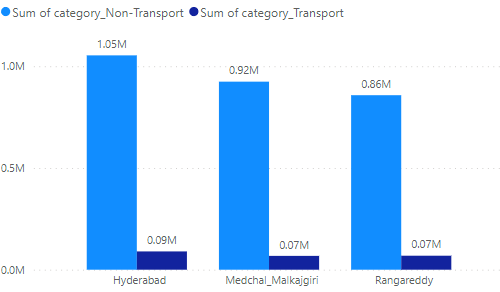 Sum of category_Non-Transport Sum of category_Transport
1.05M
1.0M
0.92M
0.86M
0.5M
0.09M
0.07M
0.07M
0.0M
Hyderabad Medchal_Malkajgiri Rangareddy